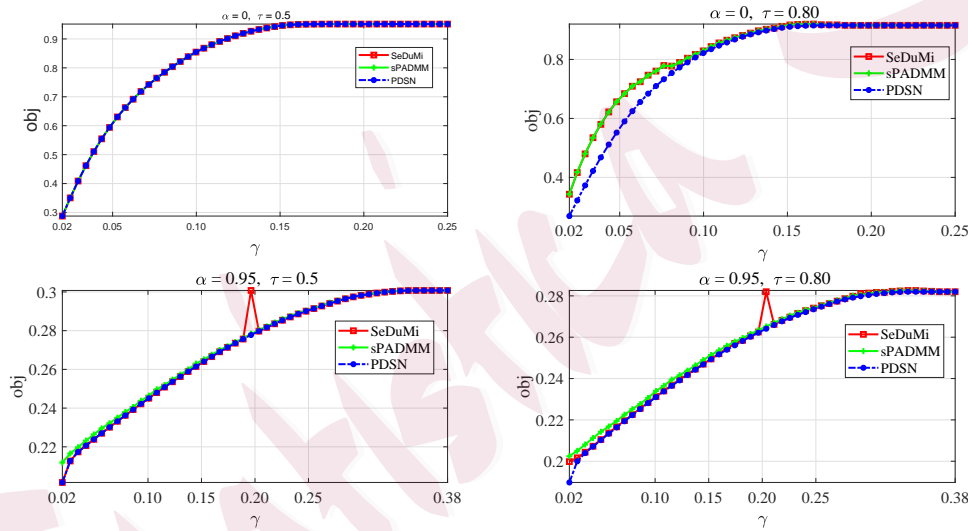 α = 0, τ = 0.5
obj
0.9
0.8
0.7
0.6
0.5
0.4
0.3
SeDuMi
sPADMM
PDSN
0.02 0.05 0.10 0.15 0.20 0.25
γ
α = 0, τ = 0.80
obj
0.8
0.6
0.4
SeDuMi
sPADMM
PDSN
0.02 0.05 0.10 0.15 0.20 0.25
γ
α = 0.95, τ = 0.5
obj
0.3
0.28
0.26
0.24
0.22
SeDuMi
sPADMM
PDSN
0.02 0.10 0.15 0.20 0.25 0.38
γ
α = 0.95, τ = 0.80
obj
0.28
0.26
0.24
0.22
0.2
SeDuMi
sPADMM
PDSN
0.02 0.10 0.15 0.20 0.25 0.38
γ